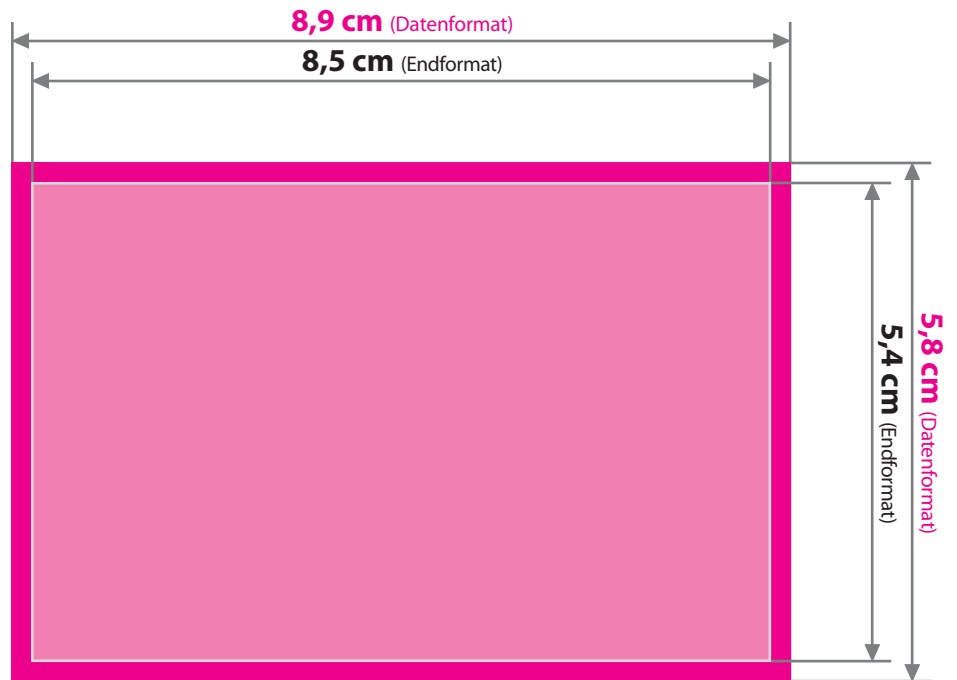 8,9 cm (Datenformat)
8,5 cm (Endformat)
5,8 cm (Datenformat)
5,4 cm (Endformat)